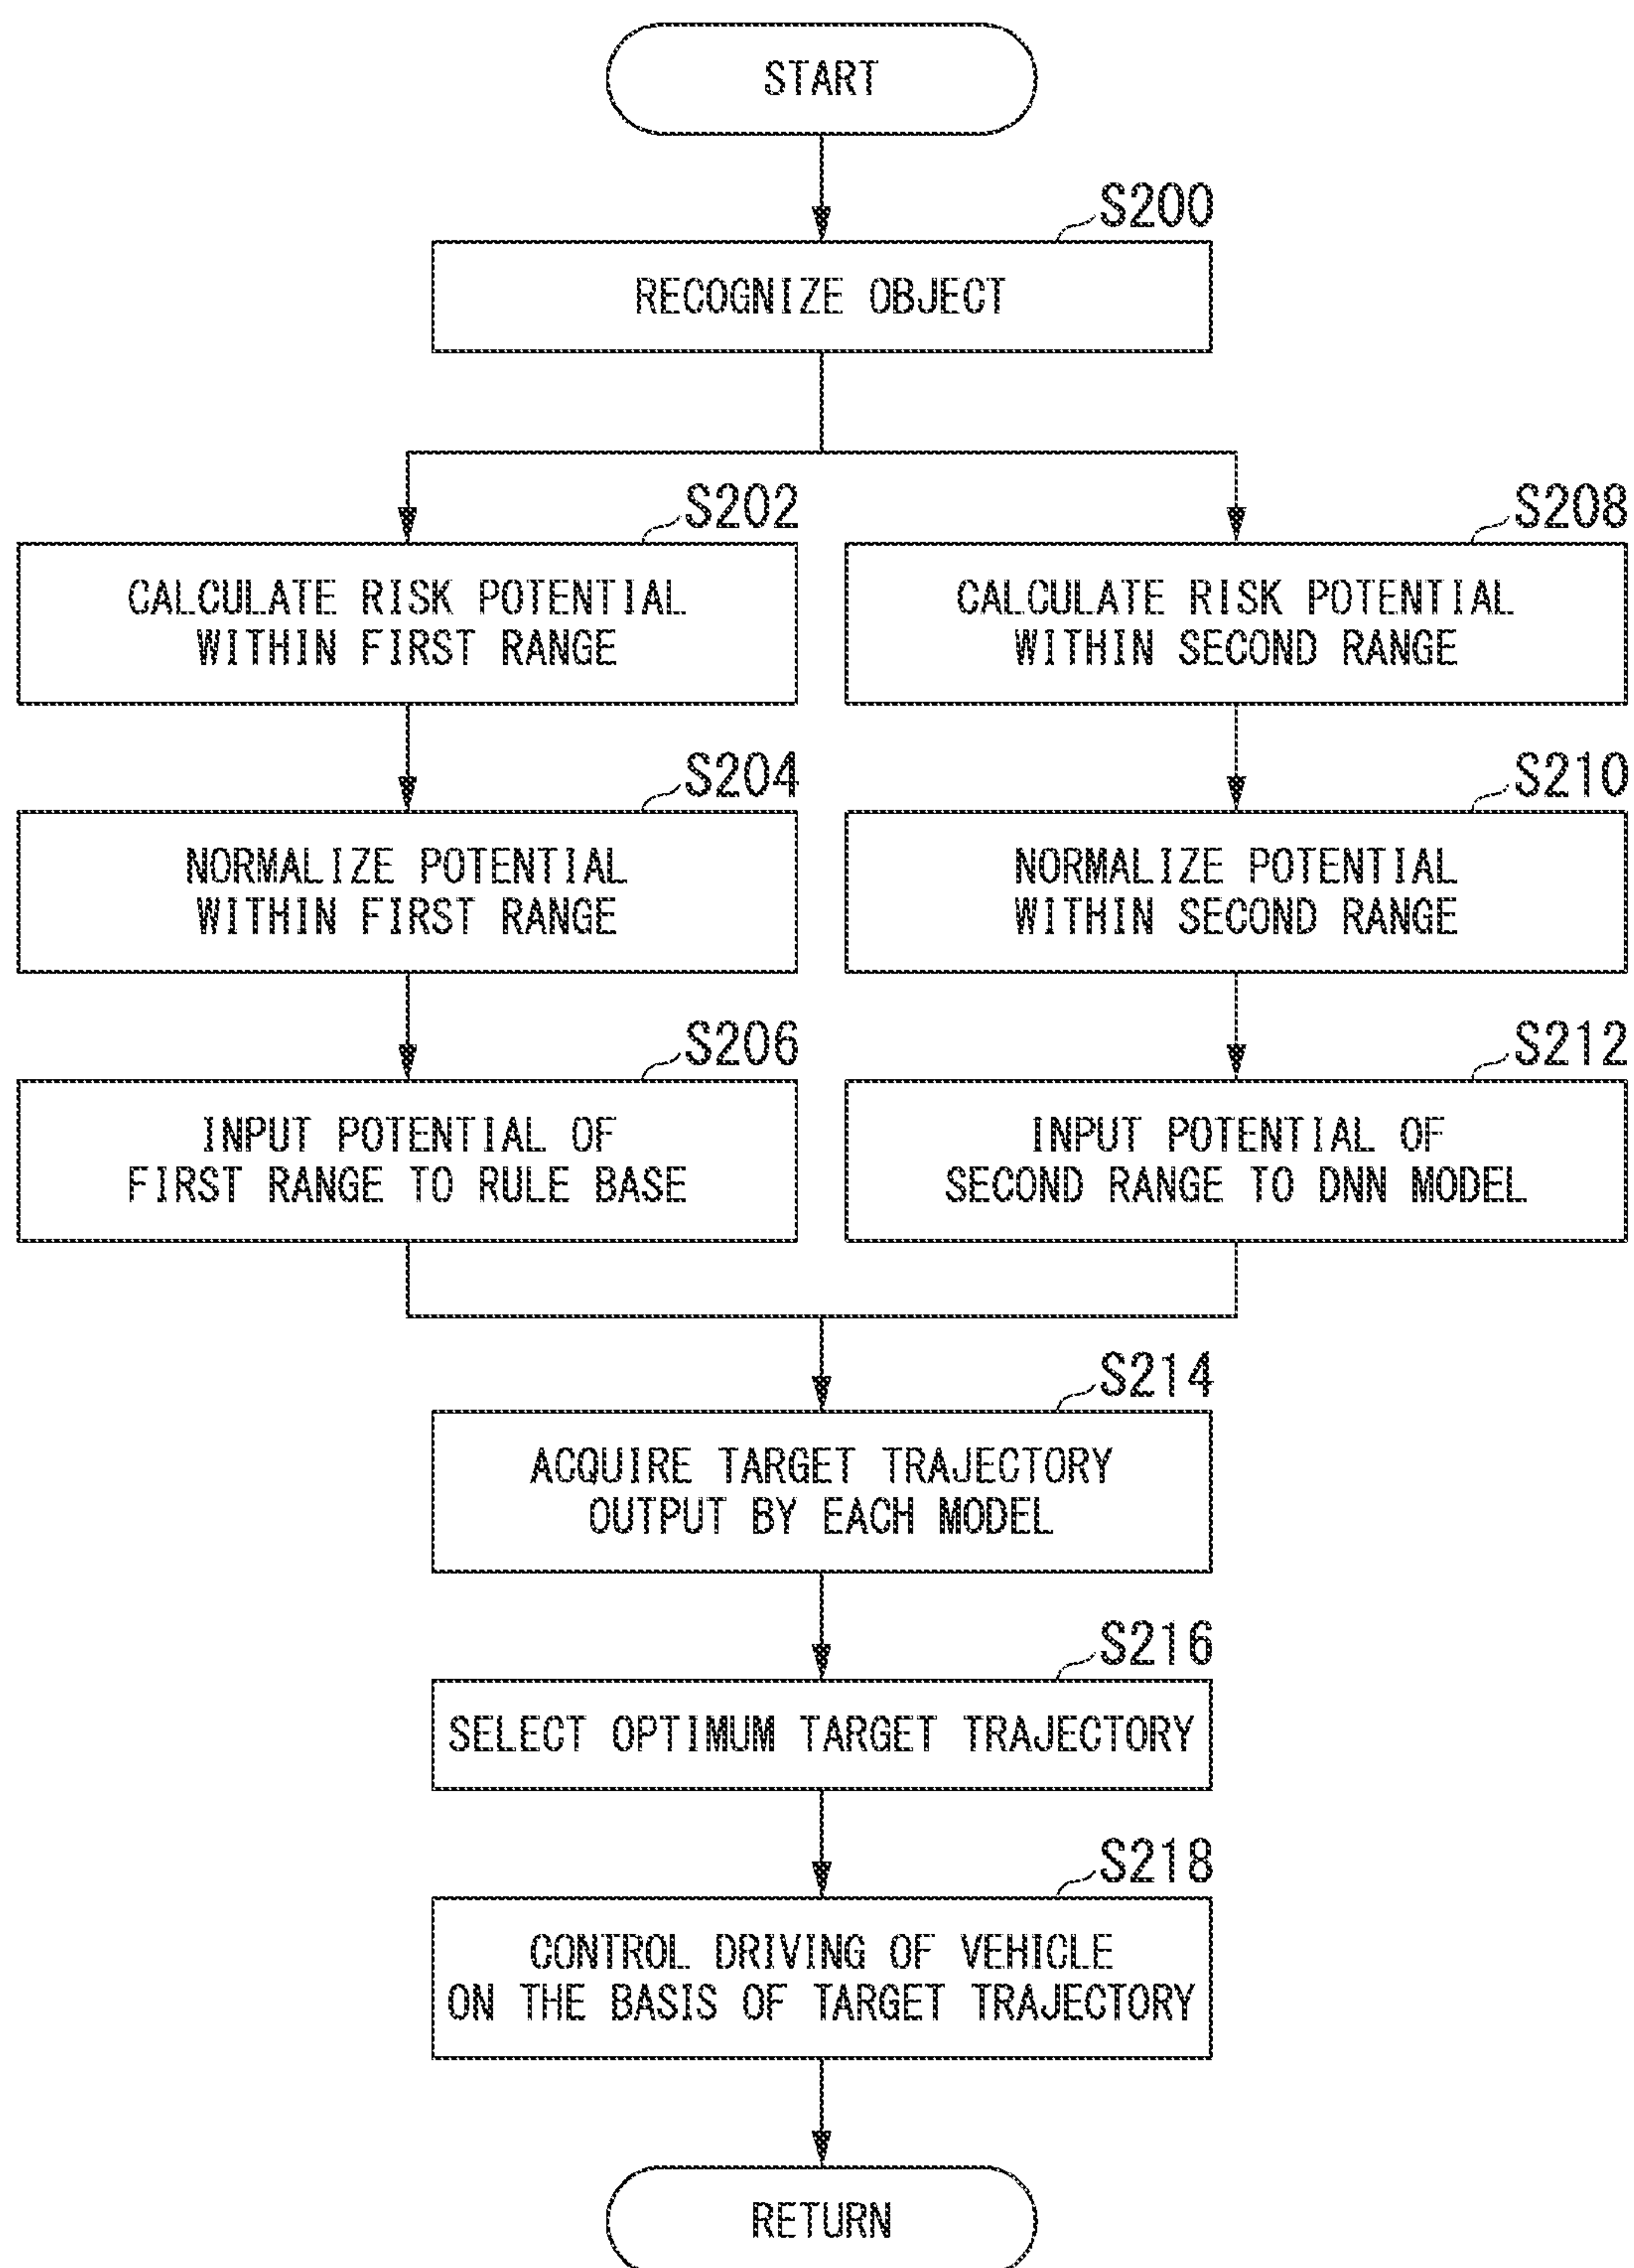 START
S200
RECOGNIZE OBJECT
S202
CALCULATE RISK POTENTIAL
WITHIN FIRST RANGE
S204
NORMALIZE POTENTIAL
WITHIN FIRST RANGE
S206
INPUT POTENTIAL OF
FIRST RANGE TO RULE BASE
S208
CALCULATE RISK POTENTIAL
WITHIN SECOND RANGE
S210
NORMALIZE POTENTIAL
WITHIN SECOND RANGE
S212
INPUT POTENTIAL OF
SECOND RANGE TO DNN MODEL
S214
ACQUIRE TARGET TRAJECTORY
OUTPUT BY EACH MODEL
S216
SELECT OPTIMUM TARGET TRAJECTORY
S218
CONTROL DRIVING OF VEHICLE
ON THE BASIS OF TARGET TRAJECTORY
RETURN